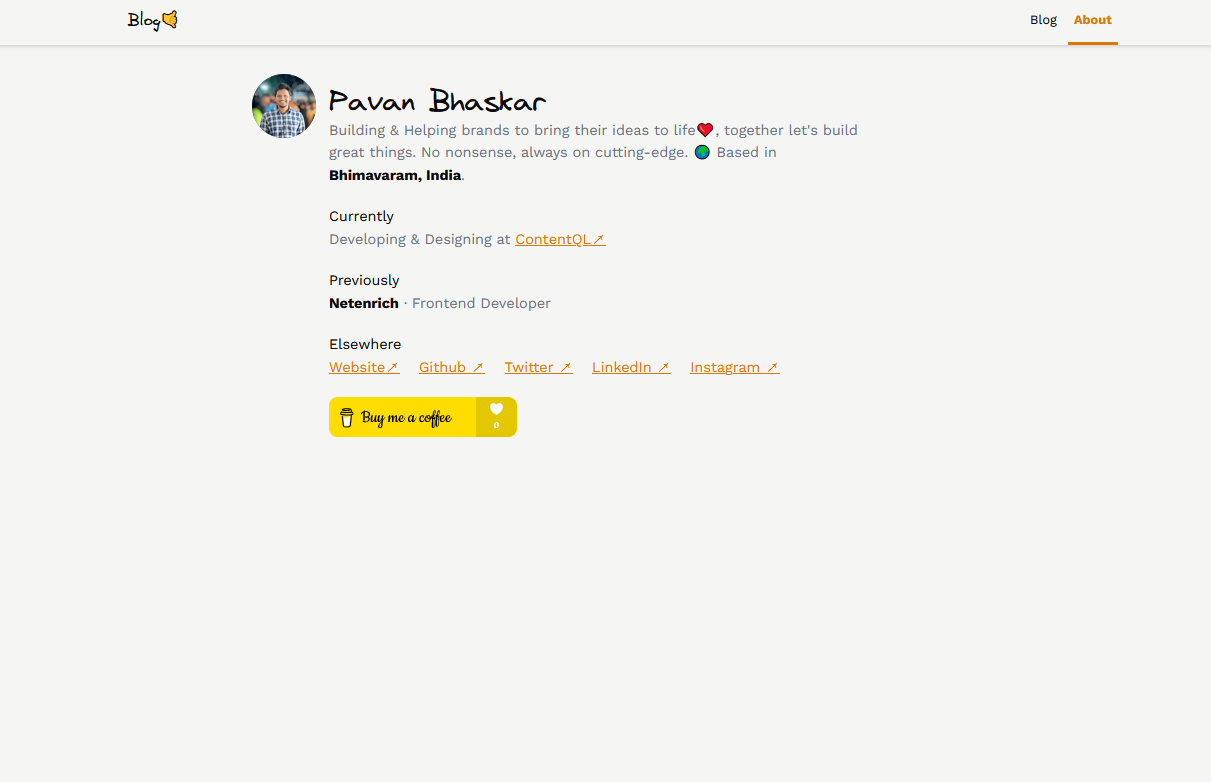 Blog🤙
Blog About
Pavan Bhaskar
Building & Helping brands to bring their ideas to life❤️, together let's build
great things. No nonsense, always on cutting-edge. 🌍 Based in
Bhimavaram, India.
Currently
Developing & Designing at ContentQL↗
Previously
Netenrich · Frontend Developer
Elsewhere
Website↗ Github ↗ Twitter ↗ LinkedIn ↗ Instagram ↗
Buy me a coffee
0